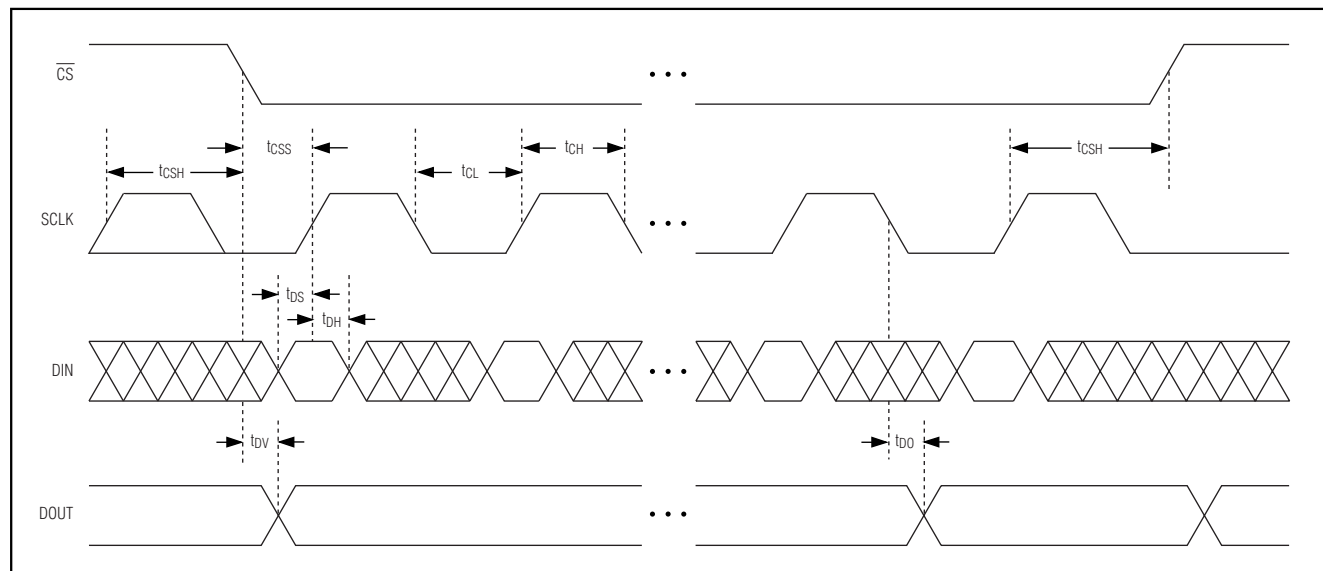 CS
• • •
tCSS
tCH
tCSH
tCSH
tCL
SCLK
• • •
tDS
tDH
DIN
• • •
tDV
tDO
DOUT
• • •